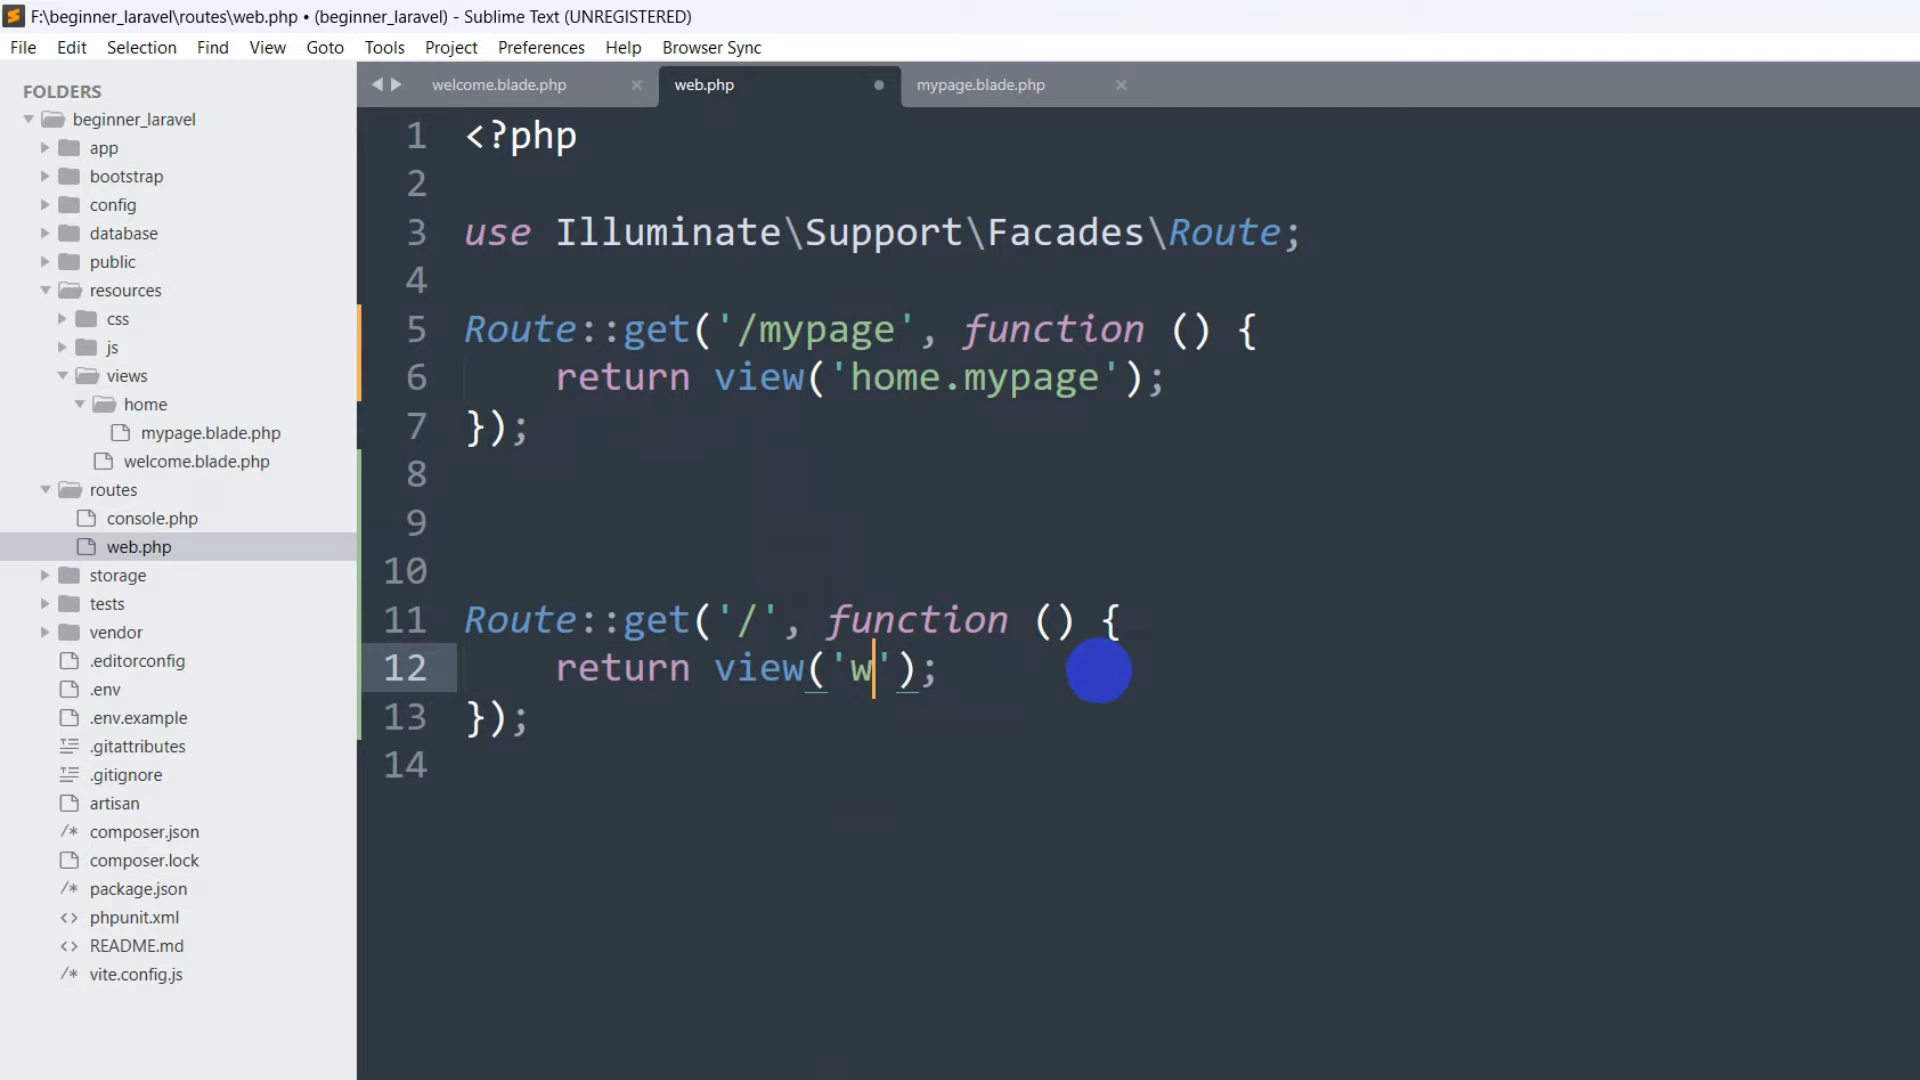 F:\beginner_laravel\routes\web.php • (beginner_laravel) - Sublime Text (UNREGISTERED)
File Edit Selection Find View Goto Tools Project Preferences Help Browser Sync
FOLDERS
beginner_laravel
app
bootstrap
config
database
public
resources
css
js
views
home
mypage.blade.php
welcome.blade.php
routes
console.php
web.php
storage
tests
vendor
.editorconfig
.env
.env.example
.gitattributes
.gitignore
artisan
/* composer.json
composer.lock
/* package.json
<> phpunit.xml
<> README.md
/* vite.config.js
welcome.blade.php × web.php • mypage.blade.php ×
1 <?php
2
3 use Illuminate\Support\Facades\Route;
4
5 Route::get('/mypage', function () {
6     return view('home.mypage');
7 });
8
9
10
11 Route::get('/', function () {
12     return view('w');
13 });
14